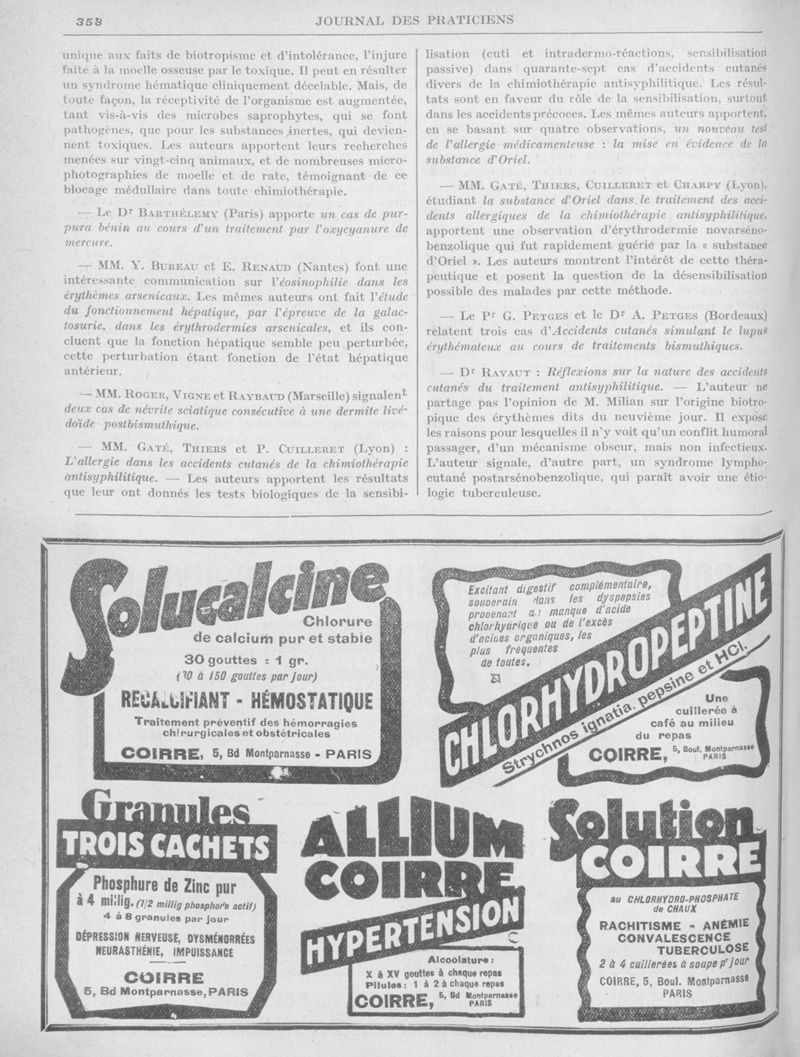 358
JOURNAL DES PRATICIENS
unique aux faits de biotropisme et d'intolérance, l'injure
faite à la moelle osseuse par le toxique. Il peut en résulter
un syndrome hématique cliniquement décelable. Mais, de
toute façon, la réceptivité de l'organisme est augmentée,
tant vis-à-vis des microbes saprophytes, qui se font
pathogènes, que pour les substances inertes, qui devien-
nent toxiques. Les auteurs apportent leurs recherches
menées sur vingt-cinq animaux, et de nombreuses micro-
photographies de moelle et de rate, témoignant de ce
blocage médullaire dans toute chimiothérapie.
— Le Dr BARTHÉLEMY (Paris) apporte un cas de pur-
pura bénin au cours d'un traitement par l'oxycyanure de
mercure.
— MM. Y. BUREAU et E. RENAUD (Nantes) font une
intéressante communication sur l'éosinophilie dans les
érythèmes arsenicaux. Les mêmes auteurs ont fait l'étude
du fonctionnement hépatique, par l'épreuve de la galac-
tosurie, dans les érythrodermies arsenicales, et ils con-
cluent que la fonction hépatique semble peu perturbée,
cette perturbation étant fonction de l'état hépatique
antérieur.
— MM. ROGER, VIGNE et RAYBAUD (Marseille) signalent
deux cas de névrite sciatique consécutive à une dermite livé-
doïde postbismuthique.
— MM. GATÉ, THIERS et P. CUILLERET (Lyon) :
L'allergie dans les accidents cutanés de la chimiothérapie
antisyphilitique. — Les auteurs apportent les résultats
que leur ont donnés les tests biologiques de la sensibi-
lisation (cuti et intradermo-réactions, sensibilisation
passive) dans quarante-sept cas d'accidents cutanés
divers de la chimiothérapie antisyphilitique. Les résul-
tats sont en faveur du rôle de la sensibilisation, surtout
dans les accidents précoces. Les mêmes auteurs apportent,
en se basant sur quatre observations, un nouveau test
de l'allergie médicamenteuse : la mise en évidence de la
substance d'Oriel.
— MM. GATÉ, THIERS, CUILLERET et CHARPY (Lyon),
étudiant la substance d'Oriel dans le traitement des acci-
dents allergiques de la chimiothérapie antisyphilitique,
apportent une observation d'érythrodermie novarséno-
benzolique qui fut rapidement guérie par la « substance
d'Oriel ». Les auteurs montrent l'intérêt de cette théra-
peutique et posent la question de la désensibilisation
possible des malades par cette méthode.
— Le Pr G. PETGES et le Dr A. PETGES (Bordeaux)
relatent trois cas d'Accidents cutanés simulant le lupus
érythémateux au cours de traitements bismuthiques.
— Dr RAVAUT : Réflexions sur la nature des accidents
cutanés du traitement antisyphilitique. — L'auteur ne
partage pas l'opinion de M. Milian sur l'origine biotro-
pique des érythèmes dits du neuvième jour. Il expose
les raisons pour lesquelles il n'y voit qu'un conflit humoral
passager, d'un mécanisme obscur, mais non infectieux.
L'auteur signale, d'autre part, un syndrome lympho-
cutané postarsénobenzolique, qui paraît avoir une étio-
logie tuberculeuse.
Solucalcine
Chlorure
de calcium pur et stable
30 gouttes : 1 gr.
(30 à 150 gouttes par jour)
RECALCIFIANT - HÉMOSTATIQUE
Traitement préventif des hémorragies
chirurgicales et obstétricales
COIRRE, 5, Bd Montparnasse - PARIS
Excitant digestif complémentaire,
souverain dans les dyspepsies
provenant du manque d'acide
chlorhydrique ou de l'excès
d'acides organiques, les
plus fréquentes
de toutes.
CHLORHYDROPEPTINE
Strychnos ignatia, pepsine et HCl.
Une
cuillerée à
café au milieu
du repas
COIRRE, 5, Boul. Montparnasse
PARIS
Granules
TROIS CACHETS
Phosphure de Zinc pur
à 4 millig. (1/2 millig phosphore actif)
4 à 8 granules par jour
DÉPRESSION NERVEUSE, DYSMÉNORRÉES
NEURASTHÉNIE, IMPUISSANCE
COIRRE
5, Bd Montparnasse, PARIS
ALLIUM
COIRRE
HYPERTENSION
Alcoolature :
X à XV gouttes à chaque repas
Pilules : 1 à 2 à chaque repas
COIRRE, 5, Bd Montparnasse
PARIS
Solution
COIRRE
au CHLORHYDRO-PHOSPHATE
de CHAUX
RACHITISME - ANÉMIE
CONVALESCENCE
TUBERCULOSE
2 à 4 cuillerées à soupe pr jour
COIRRE, 5, Boul. Montparnasse
PARIS